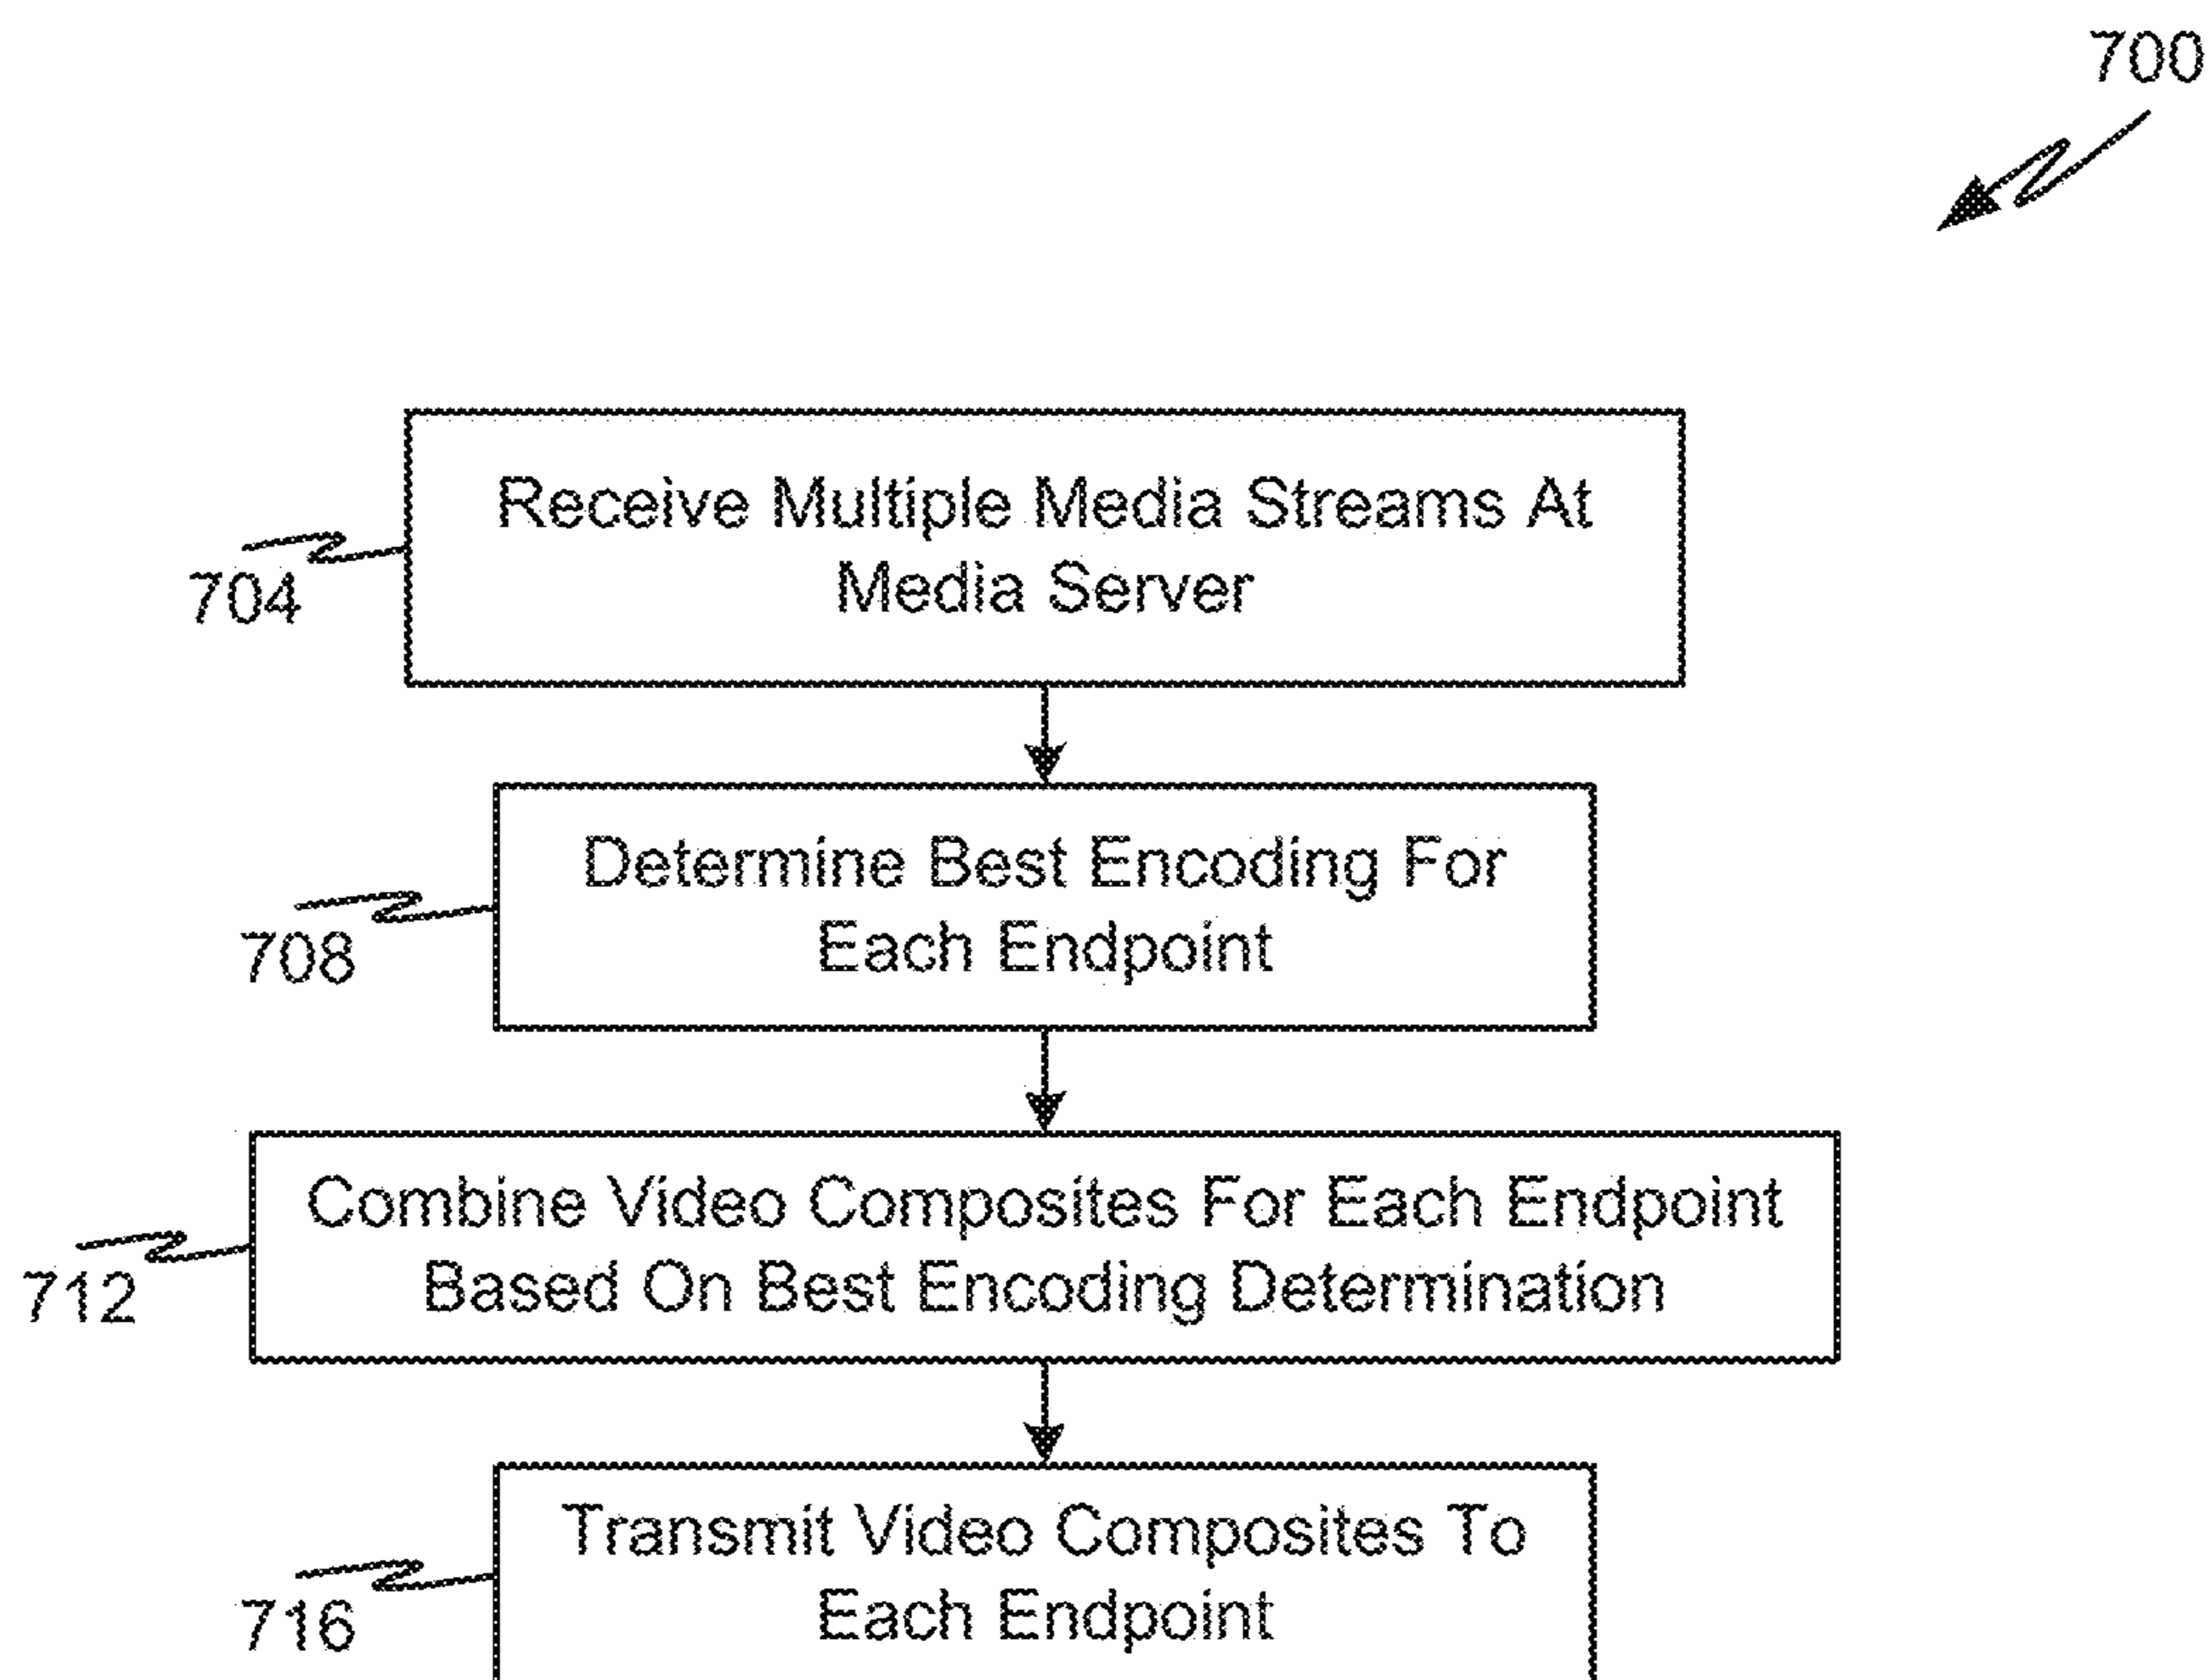 700
Receive Multiple Media Streams At
Media Server
704
Determine Best Encoding For
Each Endpoint
708
Combine Video Composites For Each Endpoint
Based On Best Encoding Determination
712
Transmit Video Composites To
Each Endpoint
716